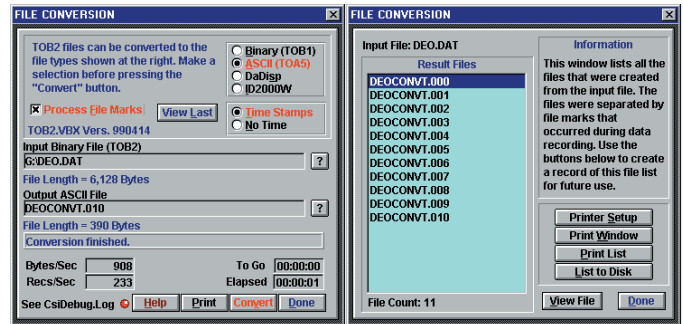 FILE CONVERSION
TOB2 files can be converted to the
file types shown at the right. Make a
selection before pressing the
"Convert" button.
Binary (TOB1)
ASCII (TOA5)
DaDisp
ID2000W
Process File Marks
View Last
Time Stamps
No Time
TOB2.VBX Vers. 990414
Input Binary File (TOB2)
G:\DEO.DAT
?
File Length = 6,128 Bytes
Output ASCII File
DEOCONVT.010
?
File Length = 390 Bytes
Conversion finished.
Bytes/Sec 908 To Go 00:00:00
Recs/Sec 233 Elapsed 00:00:01
See CsiDebug.Log Help Print Convert Done
FILE CONVERSION
Input File: DEO.DAT
Result Files
DEOCONVT.000
DEOCONVT.001
DEOCONVT.002
DEOCONVT.003
DEOCONVT.004
DEOCONVT.005
DEOCONVT.006
DEOCONVT.007
DEOCONVT.008
DEOCONVT.009
DEOCONVT.010
File Count: 11
Information
This window lists all the
files that were created
from the input file. The
files were separated by
file marks that
occurred during data
recording. Use the
buttons below to create
a record of this file list
for future use.
Printer Setup
Print Window
Print List
List to Disk
View File Done